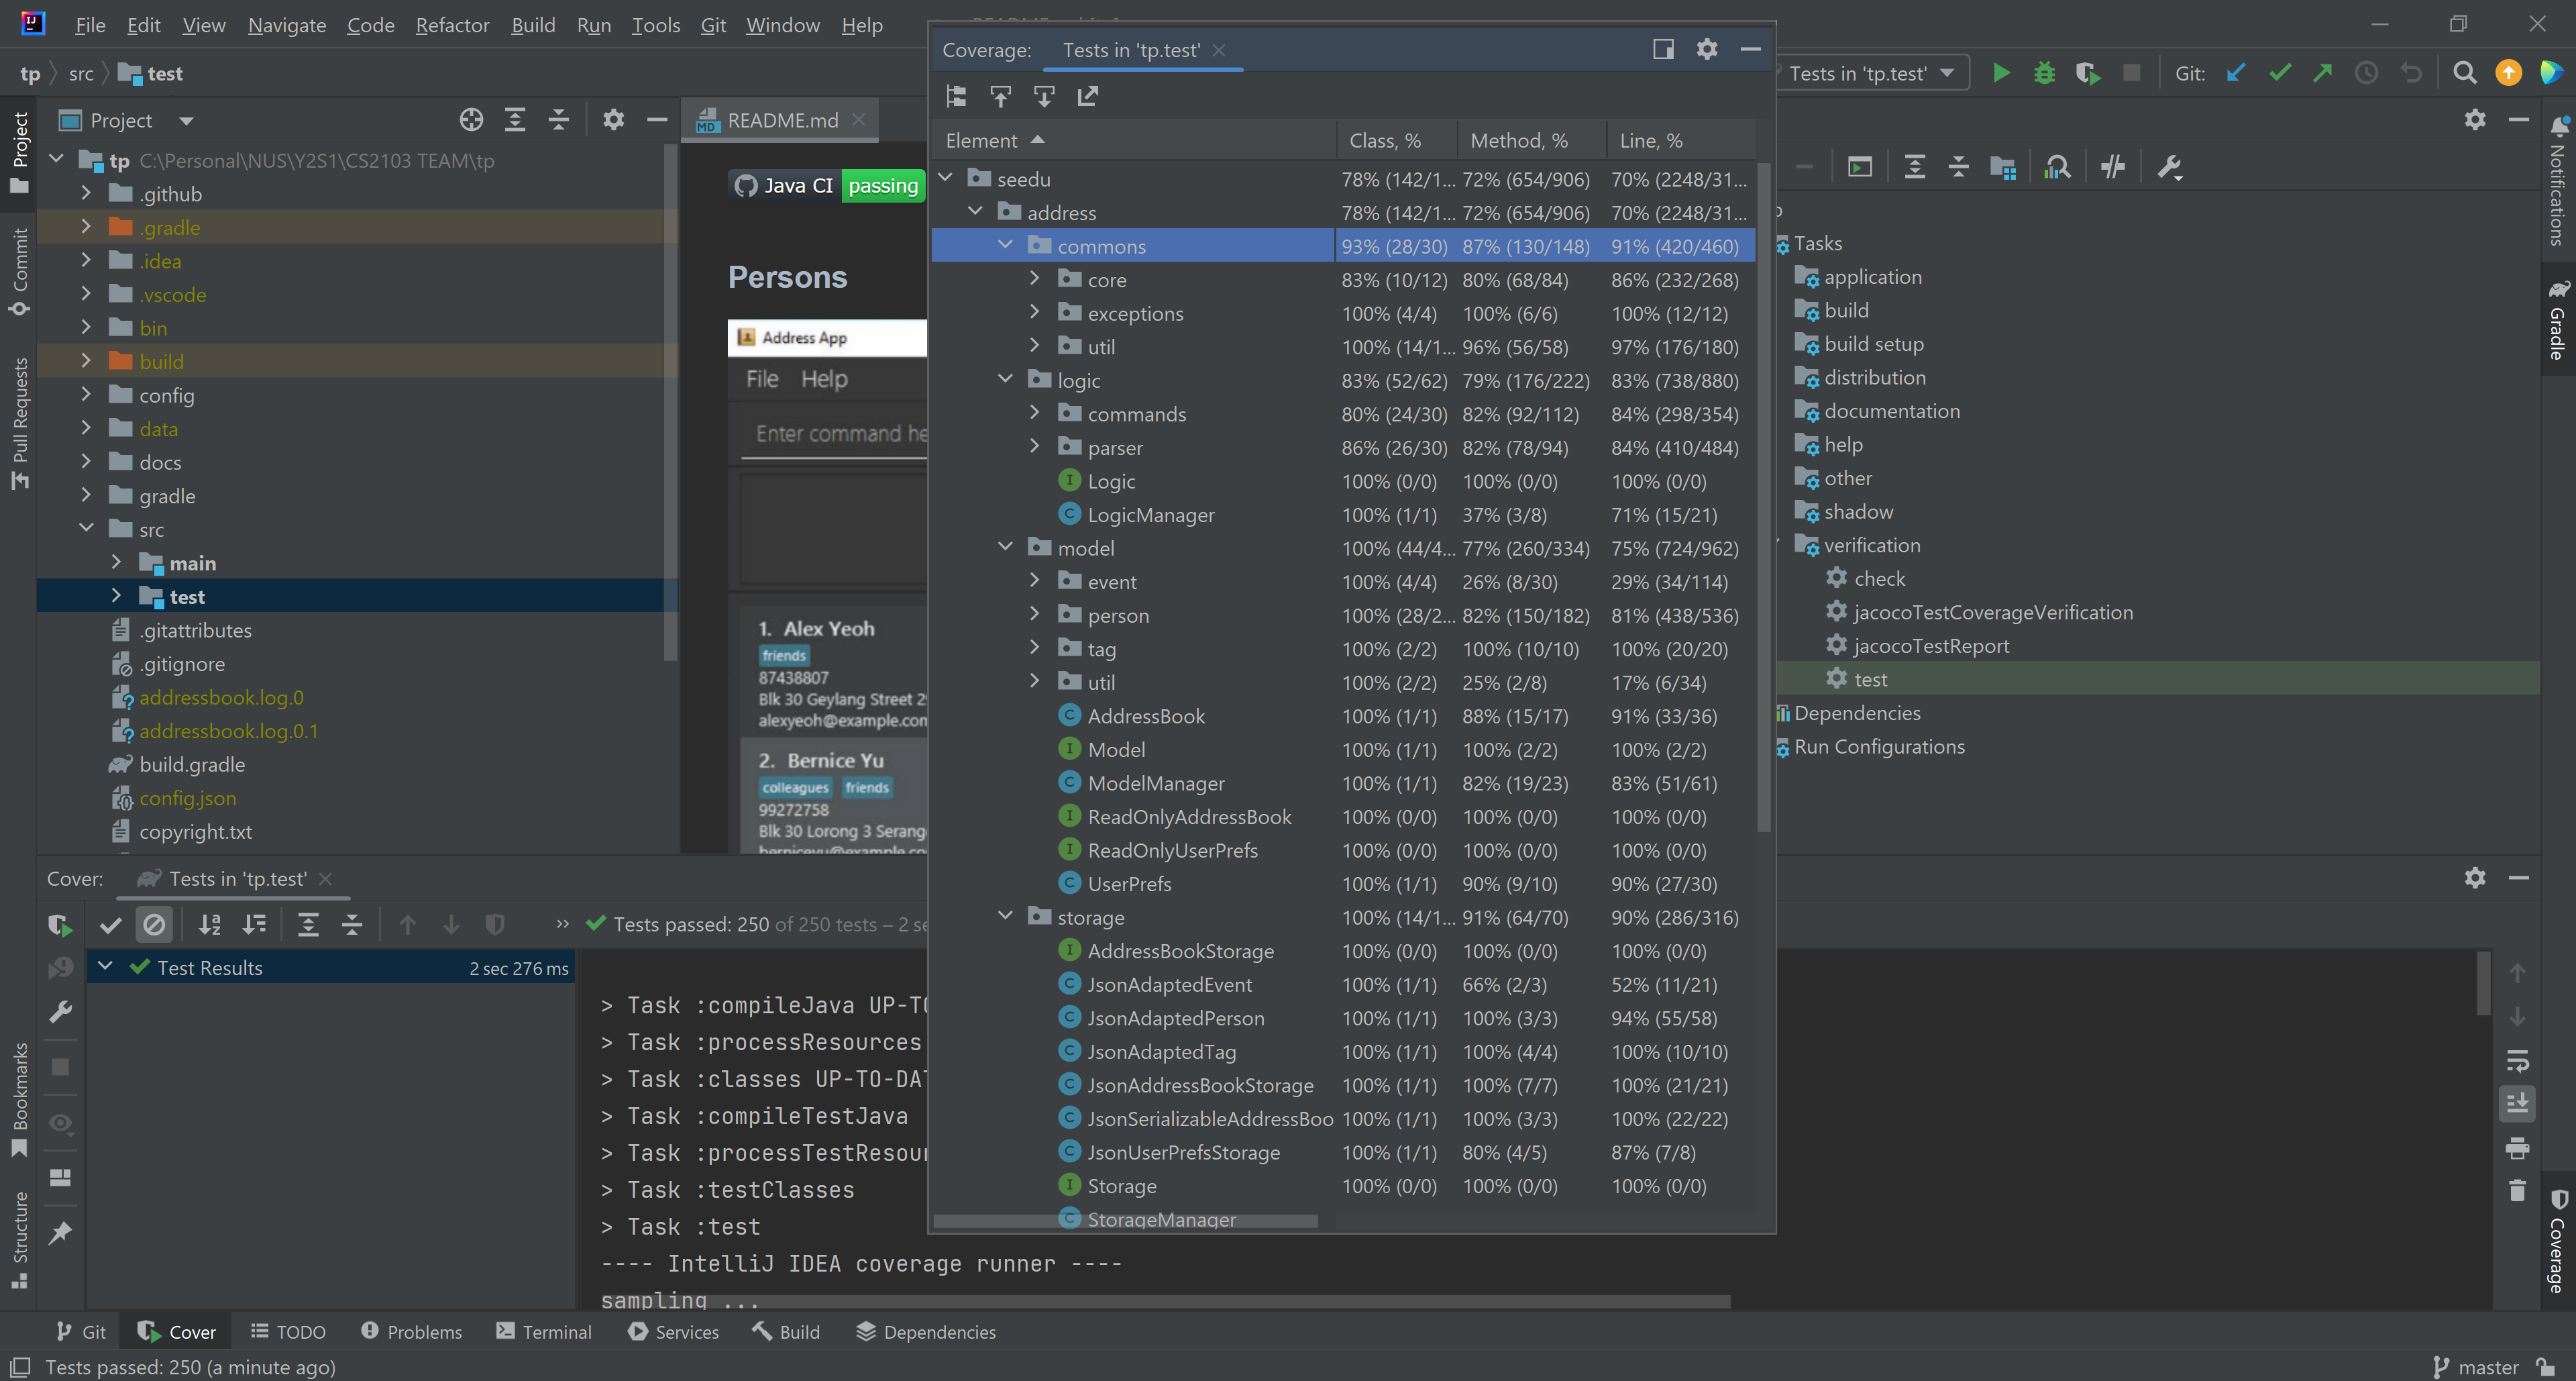 File Edit View Navigate Code Refactor Build Run Tools Git Window Help
tp src test
Tests in 'tp.test' Git:
Project
Commit
Pull Requests
Bookmarks
Structure
Project
tp C:\Personal\NUS\Y2S1\CS2103 TEAM\tp
.github
.gradle
.idea
.vscode
bin
build
config
data
docs
gradle
src
main
test
.gitattributes
.gitignore
addressbook.log.0
addressbook.log.0.1
build.gradle
config.json
copyright.txt
README.md
Java CI passing
Persons
Address App
File Help
Enter command he
1. Alex Yeoh
friends
87438807
Blk 30 Geylang Street 29
alexyeoh@example.com
2. Bernice Yu
colleagues friends
99272758
Blk 30 Lorong 3 Serang
Coverage: Tests in 'tp.test'
Element Class, % Method, % Line, %
seedu 78% (142/1... 72% (654/906) 70% (2248/31...
address 78% (142/1... 72% (654/906) 70% (2248/31...
commons 93% (28/30) 87% (130/148) 91% (420/460)
core 83% (10/12) 80% (68/84) 86% (232/268)
exceptions 100% (4/4) 100% (6/6) 100% (12/12)
util 100% (14/1... 96% (56/58) 97% (176/180)
logic 83% (52/62) 79% (176/222) 83% (738/880)
commands 80% (24/30) 82% (92/112) 84% (298/354)
parser 86% (26/30) 82% (78/94) 84% (410/484)
Logic 100% (0/0) 100% (0/0) 100% (0/0)
LogicManager 100% (1/1) 37% (3/8) 71% (15/21)
model 100% (44/4... 77% (260/334) 75% (724/962)
event 100% (4/4) 26% (8/30) 29% (34/114)
person 100% (28/2... 82% (150/182) 81% (438/536)
tag 100% (2/2) 100% (10/10) 100% (20/20)
util 100% (2/2) 25% (2/8) 17% (6/34)
AddressBook 100% (1/1) 88% (15/17) 91% (33/36)
Model 100% (1/1) 100% (2/2) 100% (2/2)
ModelManager 100% (1/1) 82% (19/23) 83% (51/61)
ReadOnlyAddressBook 100% (0/0) 100% (0/0) 100% (0/0)
ReadOnlyUserPrefs 100% (0/0) 100% (0/0) 100% (0/0)
UserPrefs 100% (1/1) 90% (9/10) 90% (27/30)
storage 100% (14/1... 91% (64/70) 90% (286/316)
AddressBookStorage 100% (0/0) 100% (0/0) 100% (0/0)
JsonAdaptedEvent 100% (1/1) 66% (2/3) 52% (11/21)
JsonAdaptedPerson 100% (1/1) 100% (3/3) 94% (55/58)
JsonAdaptedTag 100% (1/1) 100% (4/4) 100% (10/10)
JsonAddressBookStorage 100% (1/1) 100% (7/7) 100% (21/21)
JsonSerializableAddressBoo 100% (1/1) 100% (3/3) 100% (22/22)
JsonUserPrefsStorage 100% (1/1) 80% (4/5) 87% (7/8)
Storage 100% (0/0) 100% (0/0) 100% (0/0)
StorageManager
Tasks
application
build
build setup
distribution
documentation
help
other
shadow
verification
check
jacocoTestCoverageVerification
jacocoTestReport
test
Dependencies
Run Configurations
Notifications
Gradle
Coverage
Cover: Tests in 'tp.test'
Tests passed: 250 of 250 tests – 2 se
Test Results 2 sec 276 ms
> Task :compileJava UP-TO
> Task :processResources
> Task :classes UP-TO-DAT
> Task :compileTestJava
> Task :processTestResour
> Task :testClasses
> Task :test
---- IntelliJ IDEA coverage runner ----
sampling ...
Git Cover TODO Problems Terminal Services Build Dependencies
Tests passed: 250 (a minute ago) master